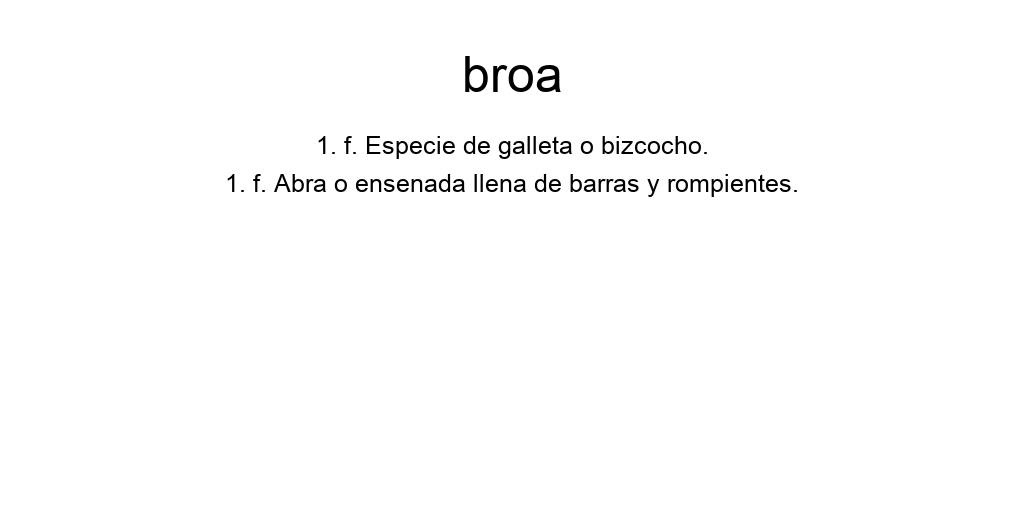 broa
1. f. Especie de galleta o bizcocho.
1. f. Abra o ensenada llena de barras y rompientes.